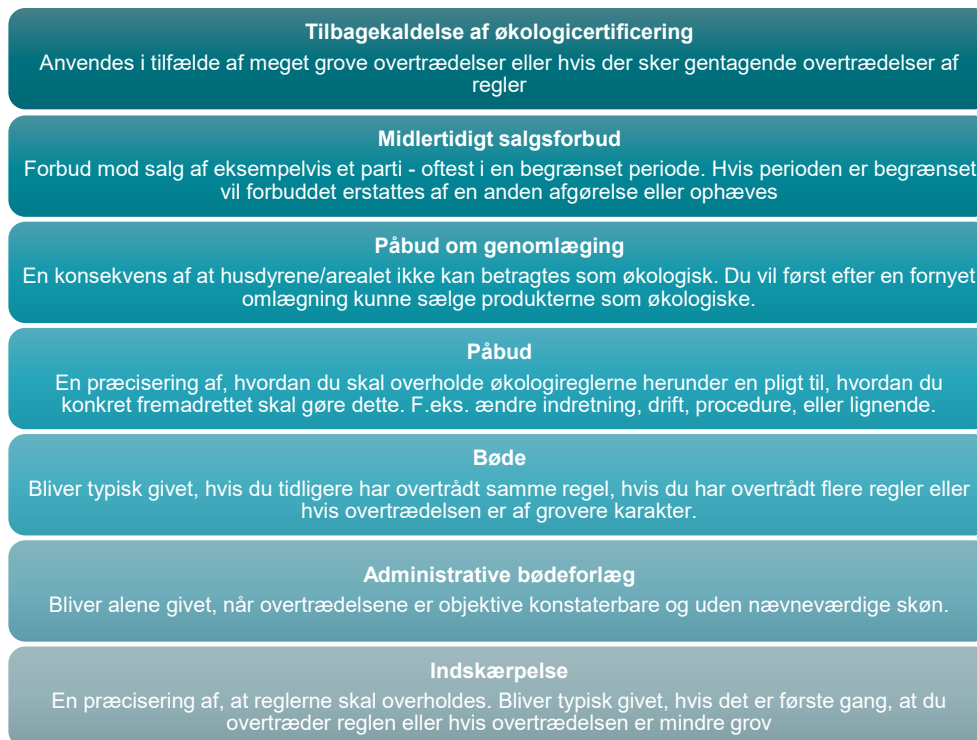 Tilbagekaldelse af økologicertificering
Anvendes i tilfælde af meget grove overtrædelser eller hvis der sker gentagende overtrædelser af
regler
Midlertidigt salgsforbud
Forbud mod salg af eksempelvis et parti - oftest i en begrænset periode. Hvis perioden er begrænset
vil forbuddet erstattes af en anden afgørelse eller ophæves
Påbud om genomlæging
En konsekvens af at husdyrene/arealet ikke kan betragtes som økologisk. Du vil først efter en fornyet
omlægning kunne sælge produkterne som økologiske.
Påbud
En præcisering af, hvordan du skal overholde økologireglerne herunder en pligt til, hvordan du
konkret fremadrettet skal gøre dette. F.eks. ændre indretning, drift, procedure, eller lignende.
Bøde
Bliver typisk givet, hvis du tidligere har overtrådt samme regel, hvis du har overtrådt flere regler eller
hvis overtrædelsen er af grovere karakter.
Administrative bødeforlæg
Bliver alene givet, når overtrædelsene er objektive konstaterbare og uden nævneværdige skøn.
Indskærpelse
En præcisering af, at reglerne skal overholdes. Bliver typisk givet, hvis det er første gang, at du
overtræder reglen eller hvis overtrædelsen er mindre grov